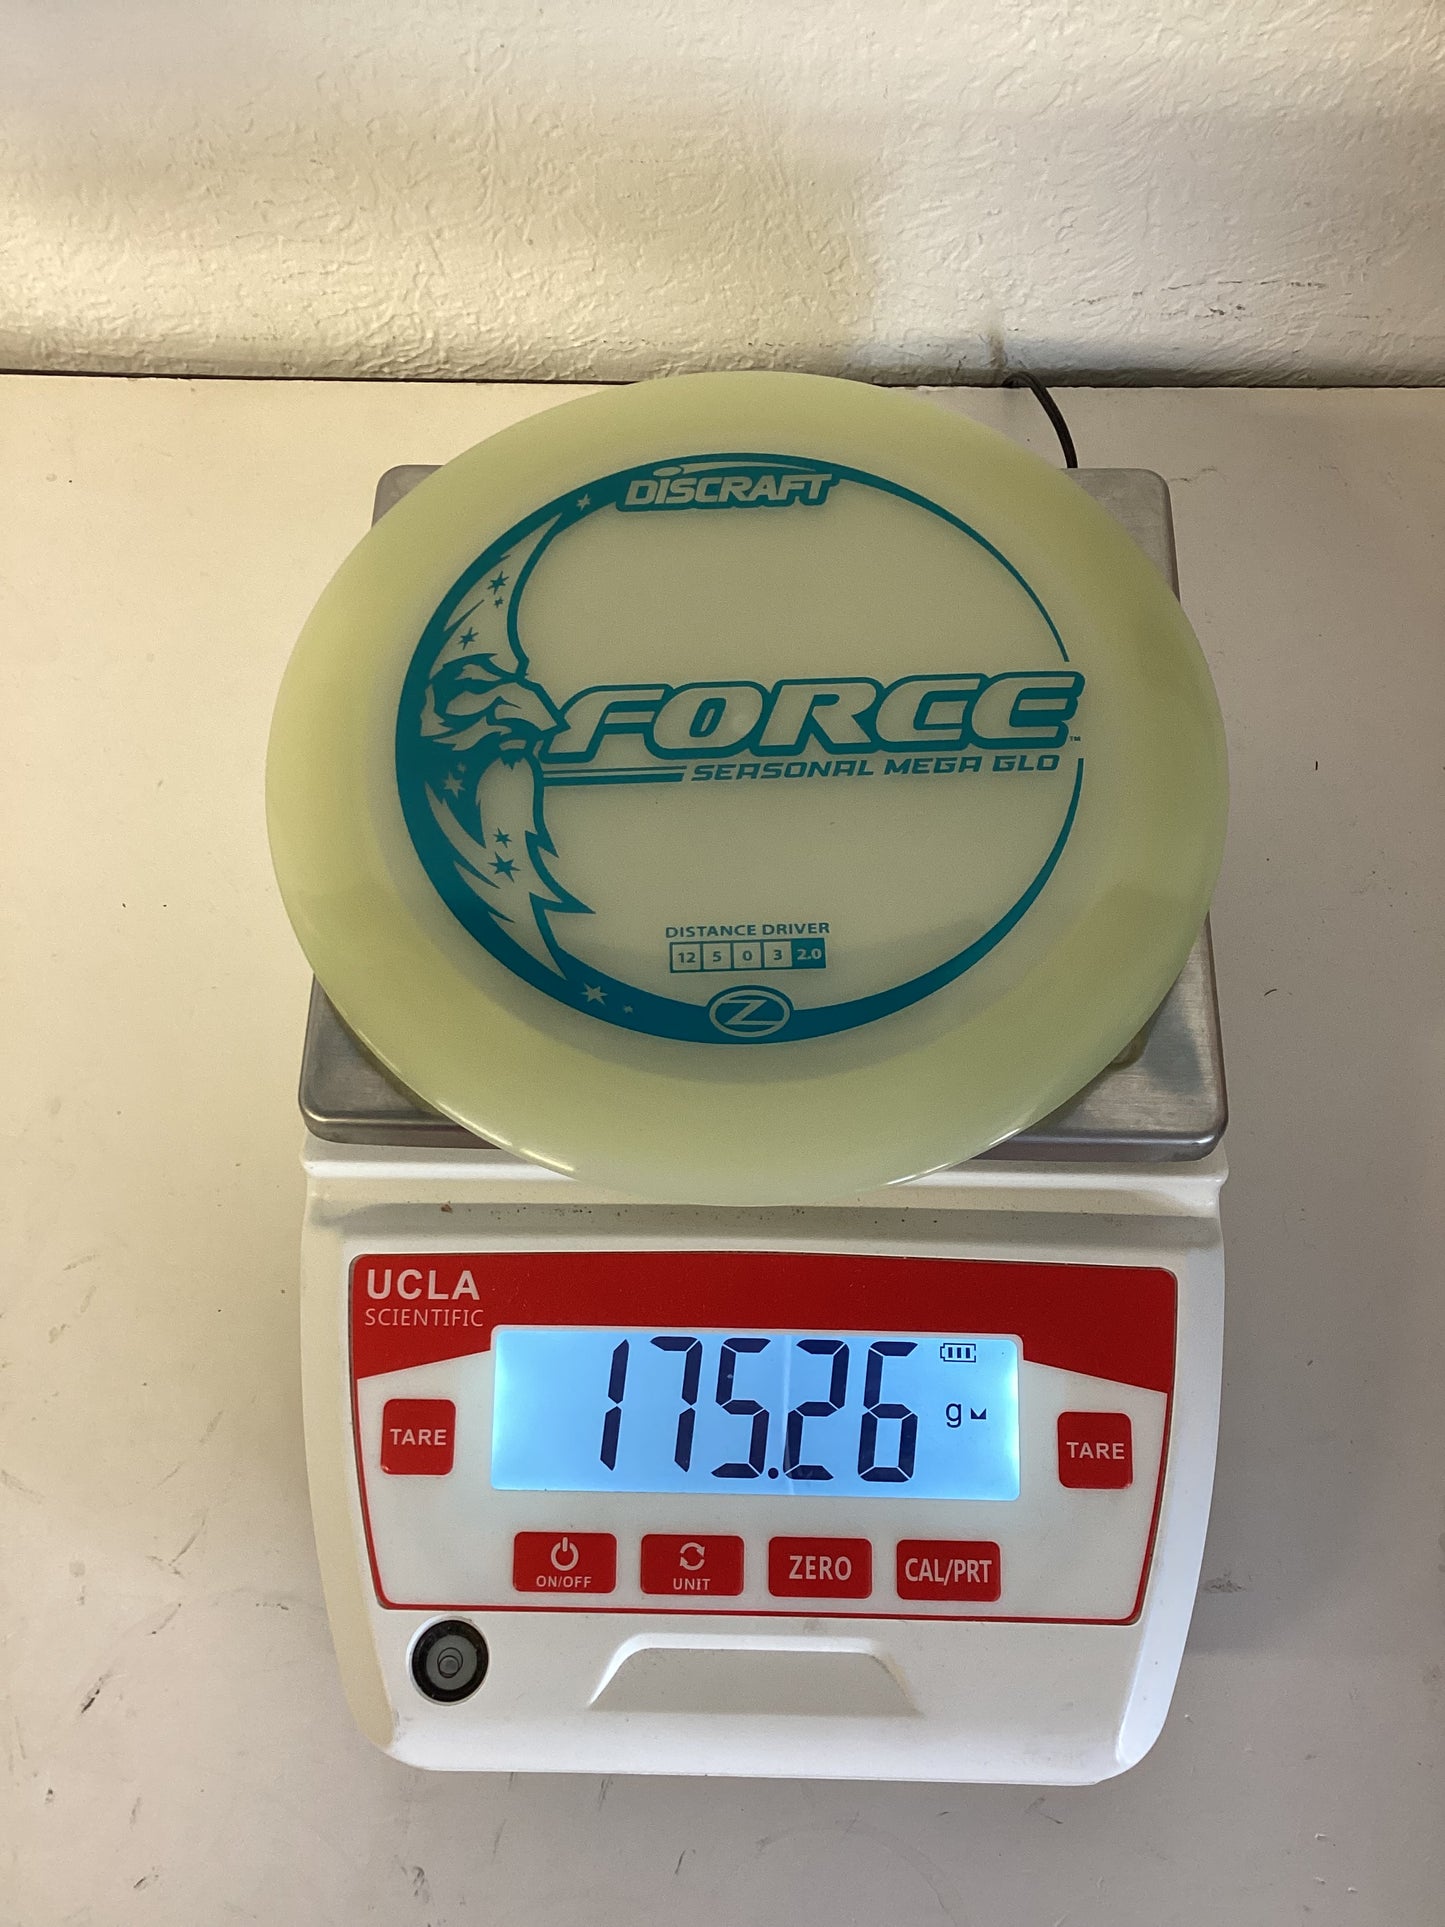 DISCRAFT
FORCE™
SEASONAL MEGA GLO
DISTANCE DRIVER
12 5 0 3 2.0
Z
UCLA
SCIENTIFIC
175.26 g
TARE
TARE
ON/OFF
UNIT
ZERO
CAL/PRT